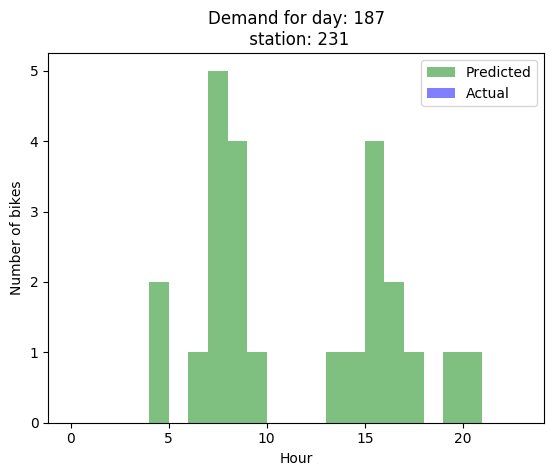 Demand for day: 187
station: 231
Predicted
Actual
Number of bikes
5
4
3
2
1
0
0 5 10 15 20
Hour